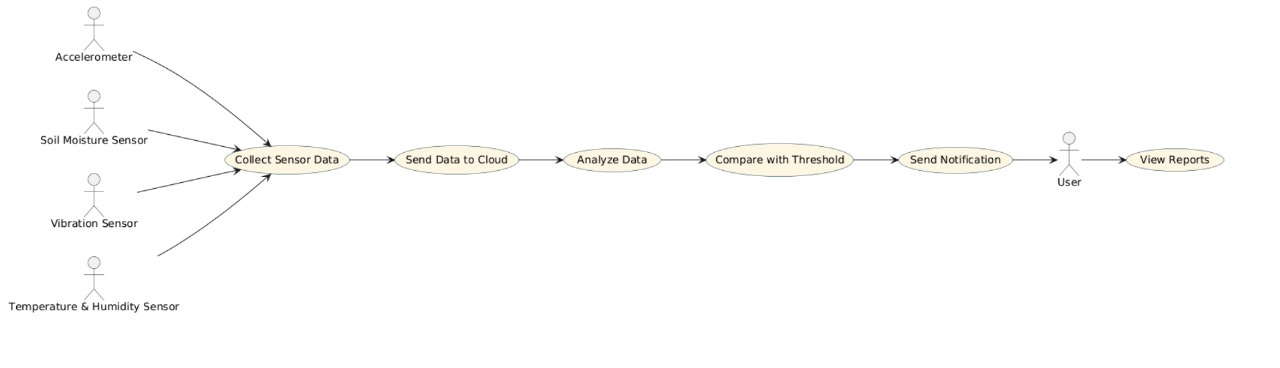 Accelerometer
Soil Moisture Sensor
Vibration Sensor
Temperature & Humidity Sensor
Collect Sensor Data
Send Data to Cloud
Analyze Data
Compare with Threshold
Send Notification
User
View Reports